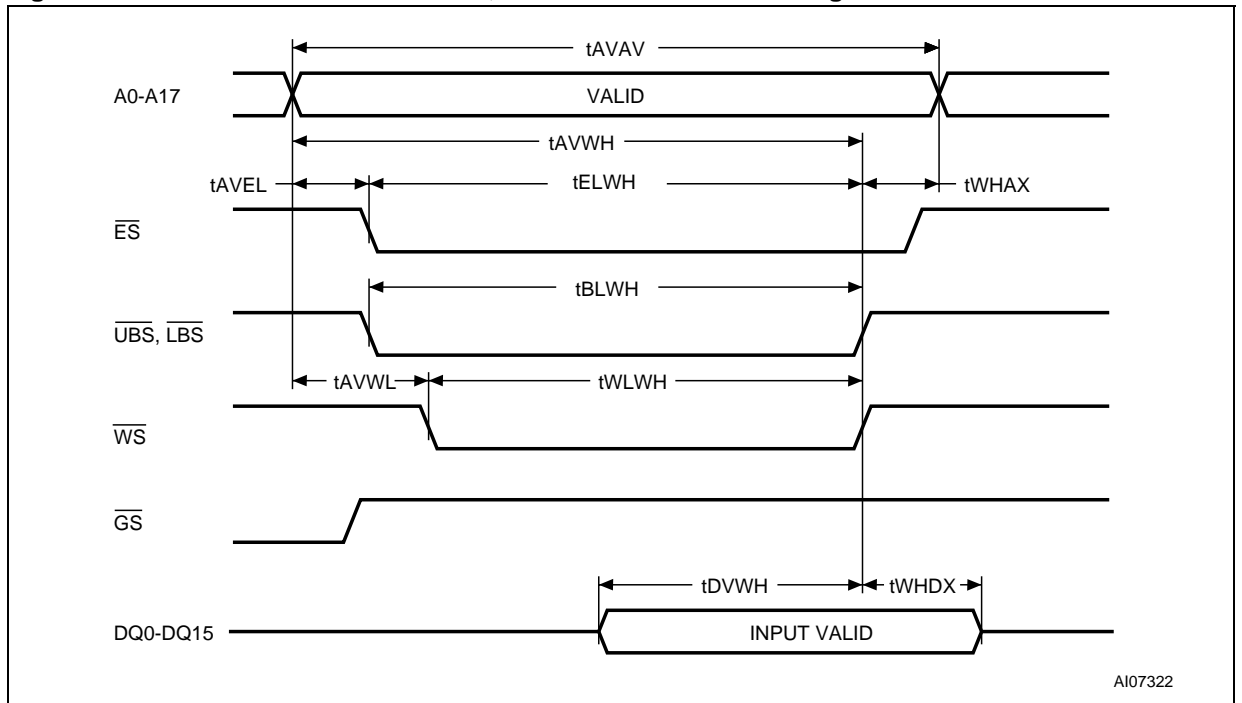 tAVAV
A0-A17
VALID
tAVWH
tAVEL
tELWH
tWHAX
ES
tBLWH
UBS, LBS
tAVWL
tWLWH
WS
GS
tDVWH
tWHDX
DQ0-DQ15
INPUT VALID
AI07322